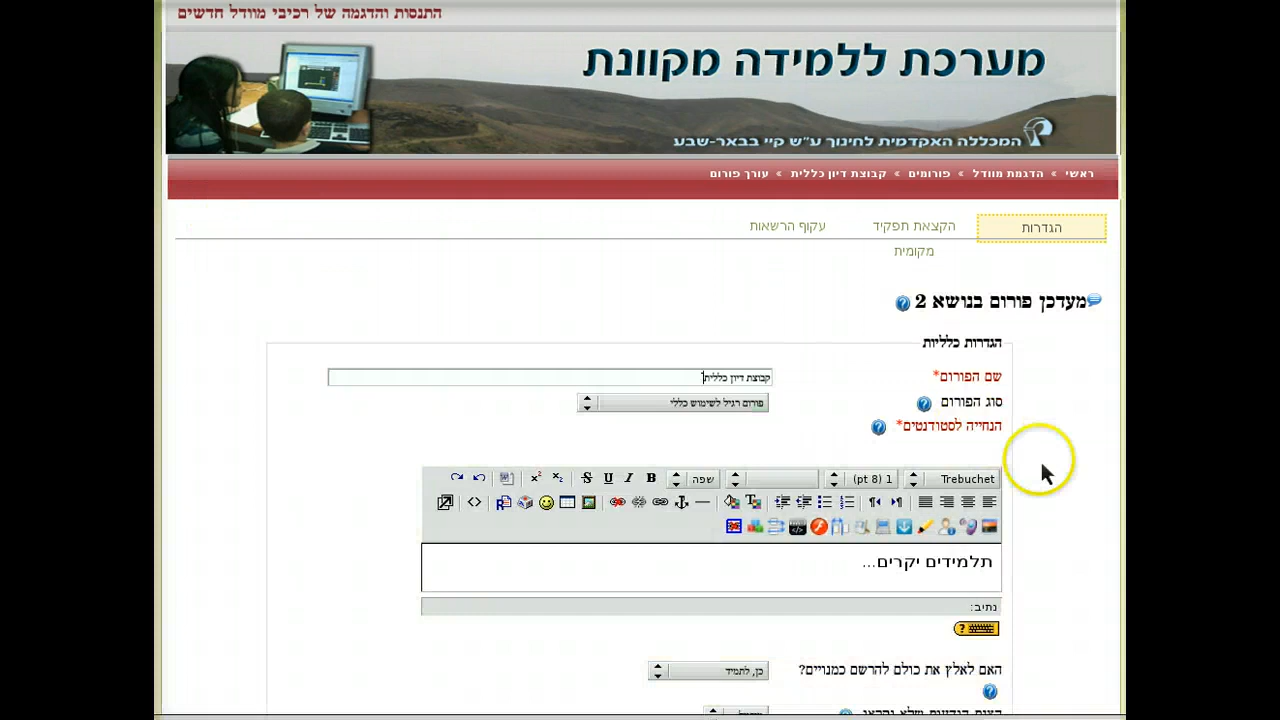 התנסות והדגמה של רכיבי מוודל חדשים
מערכת ללמידה מקוונת
המכללה האקדמית לחינוך ע״ש קיי בבאר-שבע
ראשי » הדגמת מוודל » פורומים » קבוצת דיון כללית » עורך פורום
הגדרות
הקצאת תפקיד מקומית
עקוף הרשאות
מעדכן פורום בנושא 2
הגדרות כלליות
שם הפורום*
קבוצת דיון כללית
סוג הפורום
פורום רגיל לשימוש כללי
הנחייה לסטודנטים*
Trebuchet
1 (8 pt)
שפה
B I U S
תלמידים יקרים...
נתיב:
האם לאלץ את כולם להרשם כמנויים?
כן, לתמיד